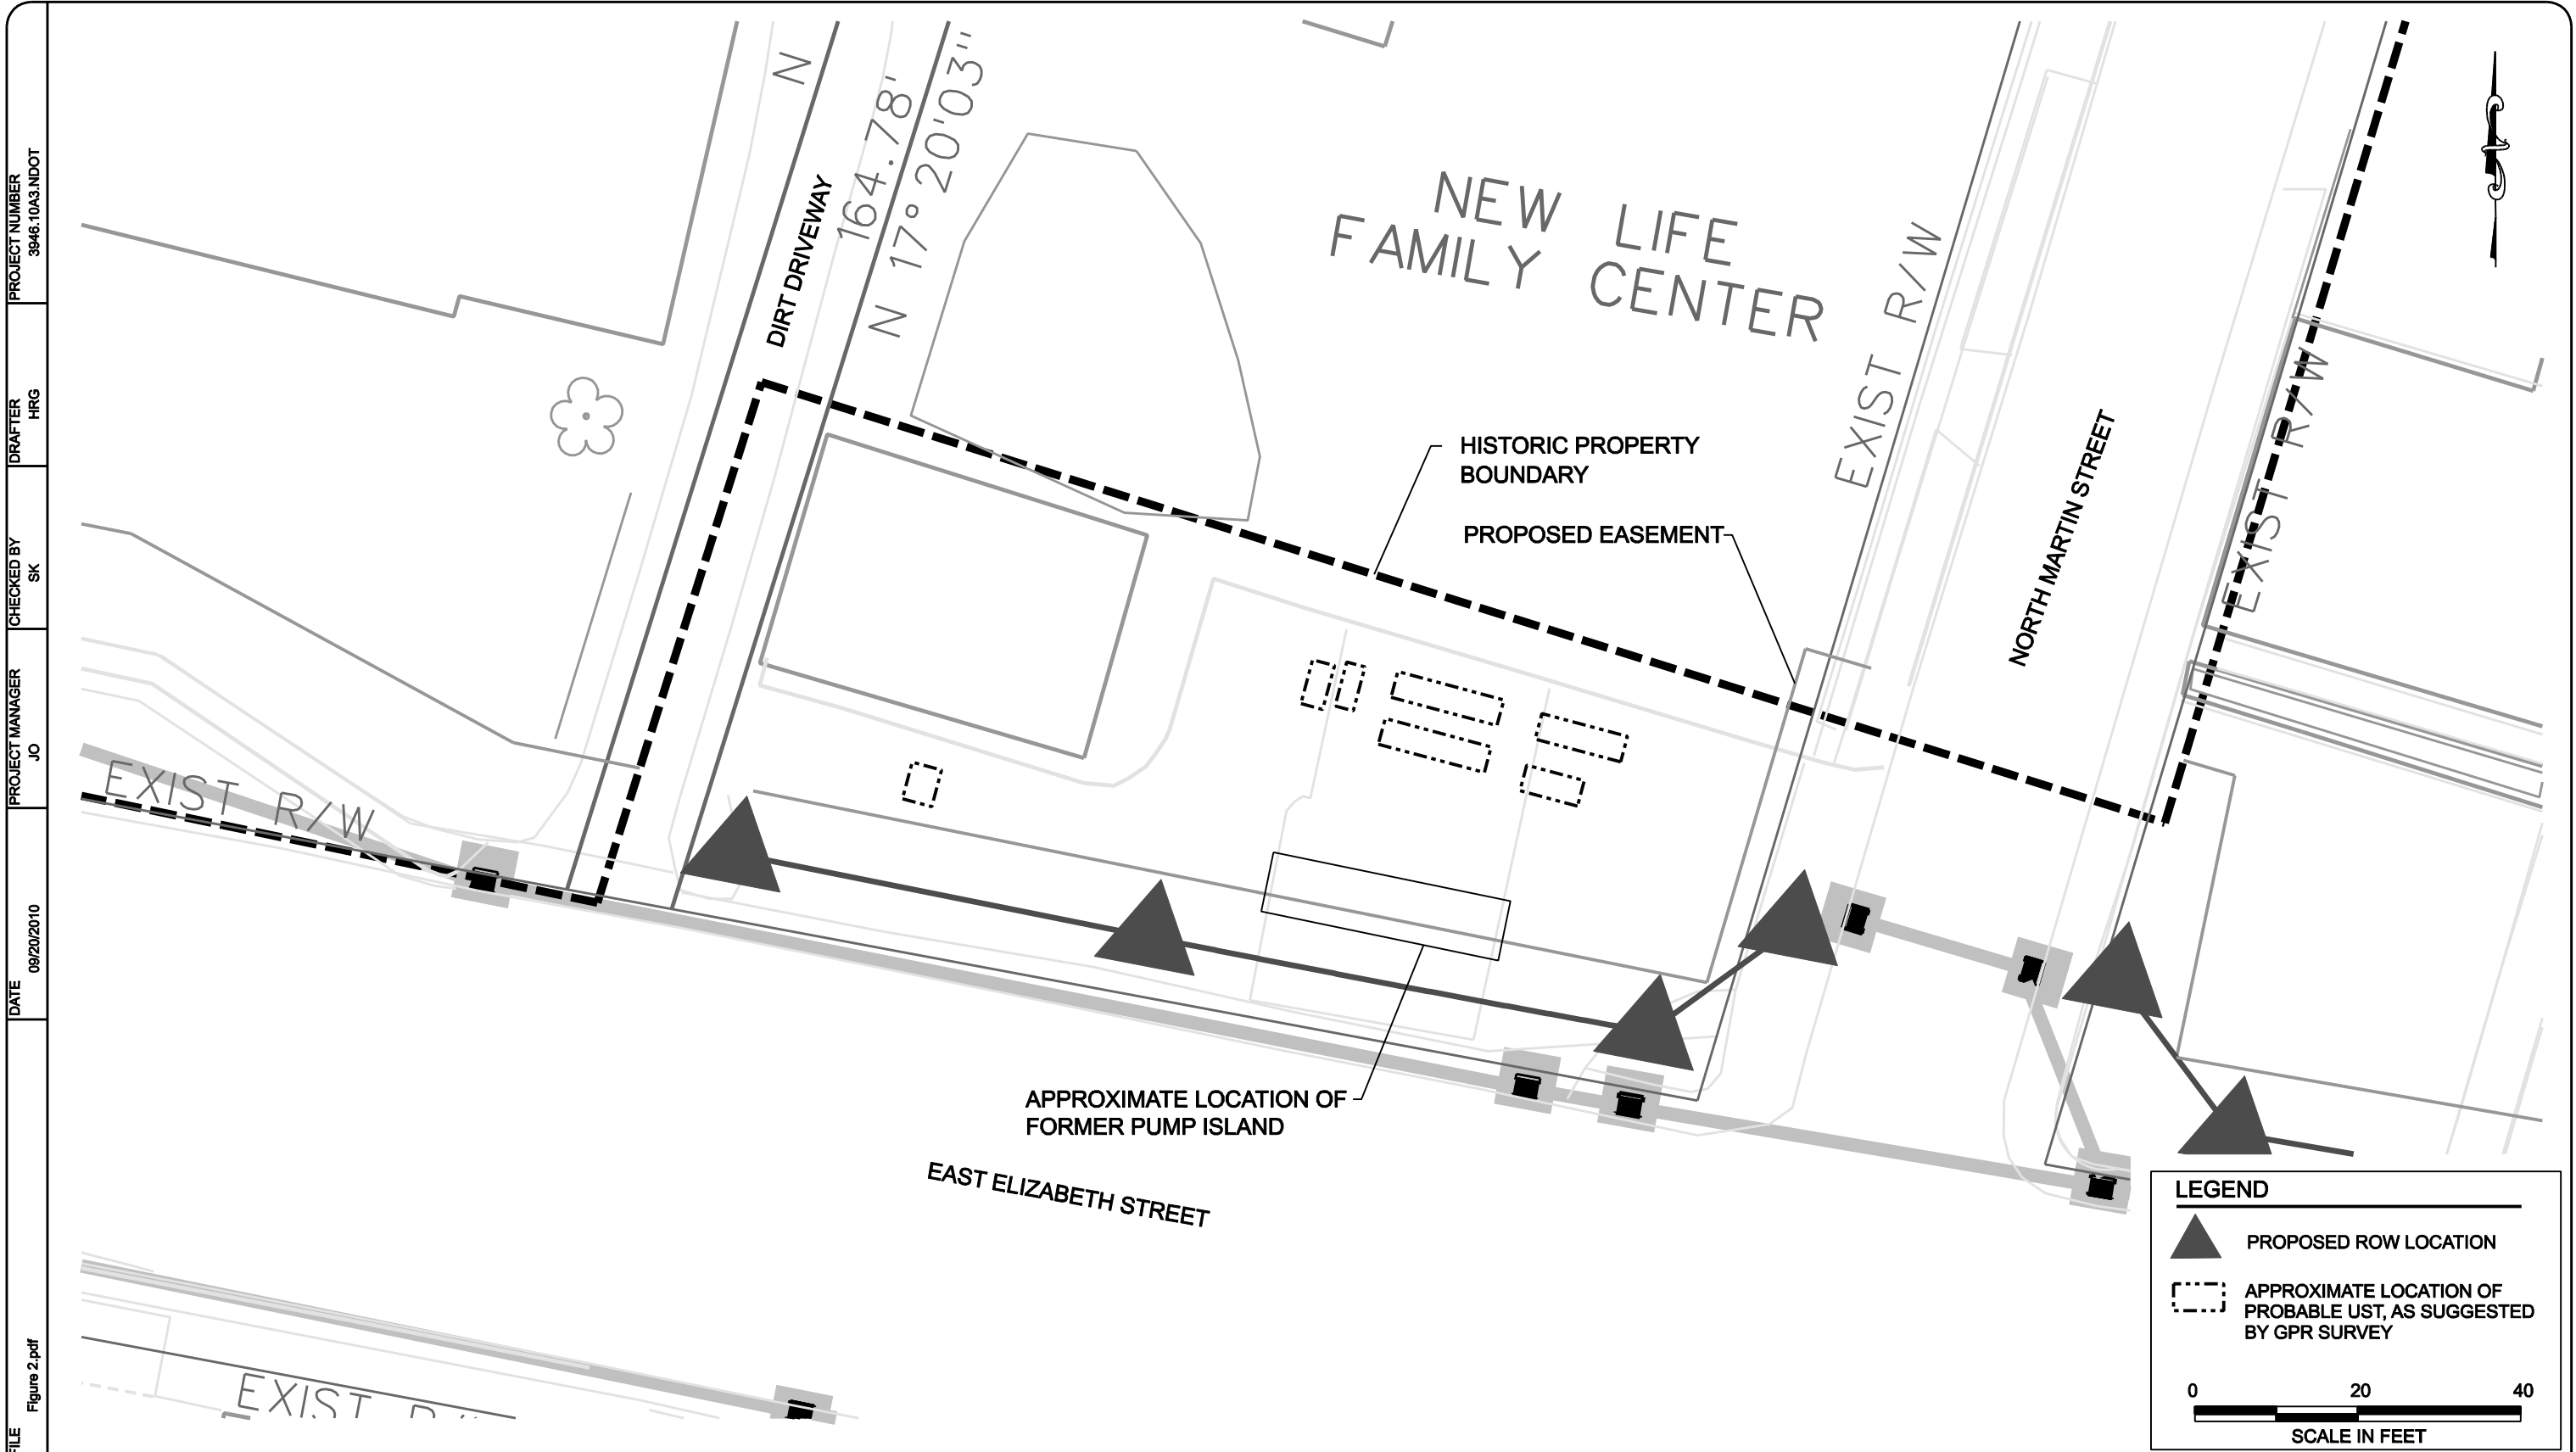 PROJECT NUMBER
3946.10A3.NDOT
DRAFTER
HRG
CHECKED BY
SK
PROJECT MANAGER
JO
DATE
09/20/2010
Figure 2.pdf
N
164.78'
N 17° 20'03"
DIRT DRIVEWAY
NEW LIFE
FAMILY CENTER
EXIST R/W
NORTH MARTIN STREET
EXIST R/W
HISTORIC PROPERTY
BOUNDARY
PROPOSED EASEMENT
EXIST R/W
APPROXIMATE LOCATION OF
FORMER PUMP ISLAND
EAST ELIZABETH STREET
EXIST
LEGEND
PROPOSED ROW LOCATION
APPROXIMATE LOCATION OF
PROBABLE UST, AS SUGGESTED
BY GPR SURVEY
0 20 40
SCALE IN FEET